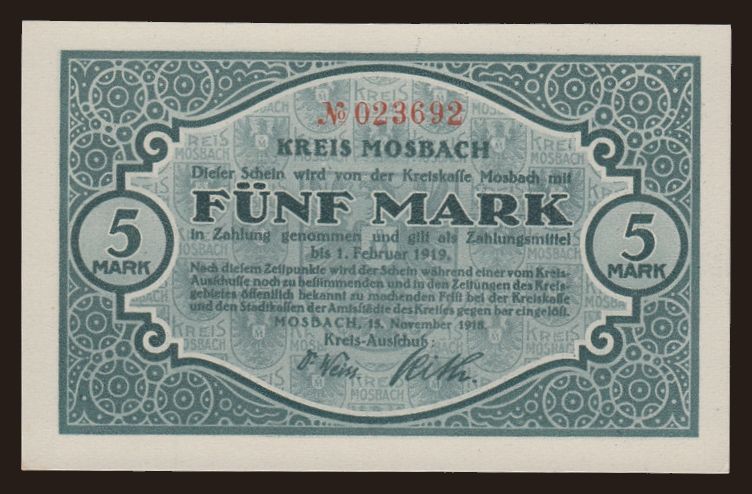 № 023692
KREIS MOSBACH
Dieser Schein wird von der Kreiskasse Mosbach mit
FÜNF MARK
in Zahlung genommen und gilt als Zahlungsmittel
bis 1. Februar 1919.
Nach diesem Zeitpunkte wird der Schein während einer vom Kreis-
Ausschusse noch zu bestimmenden und in den Zeitungen des Kreis-
gebietes öffentlich bekannt zu machenden Frist bei der Kreiskasse
und den Stadtkassen der Amtsstädte des Kreises gegen bar eingelöst.
MOSBACH, 15. November 1918.
Kreis-Ausschuß:
5
MARK
5
MARK
KREIS
MOSBACH